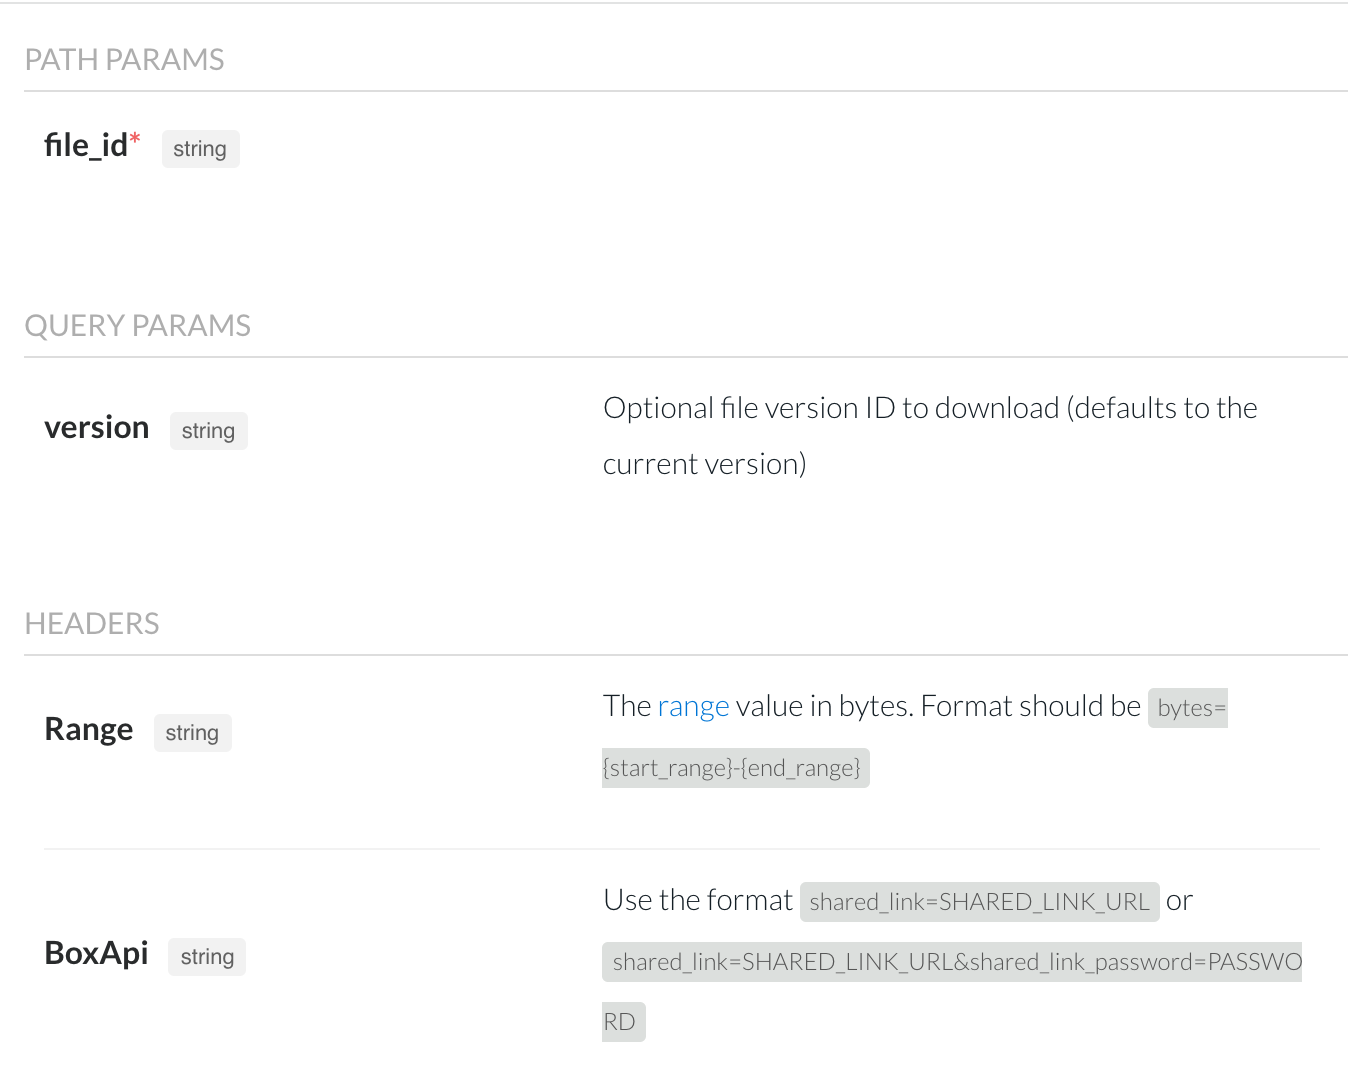 PATH PARAMS
file_id* string
QUERY PARAMS
version string
Optional file version ID to download (defaults to the
current version)
HEADERS
Range string
The range value in bytes. Format should be bytes=
{start_range}-{end_range}
BoxApi string
Use the format shared_link=SHARED_LINK_URL or
shared_link=SHARED_LINK_URL&shared_link_password=PASSWO
RD